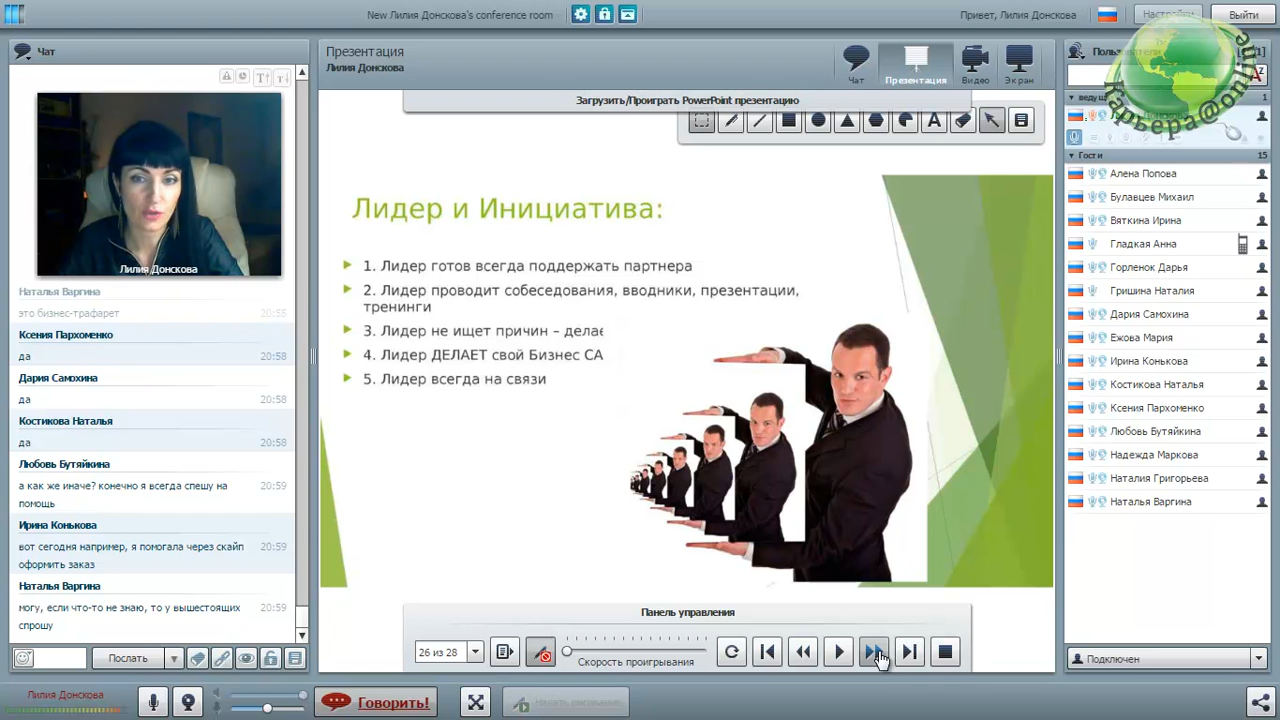 New Лилия Донскова's conference room
Привет, Лилия Донскова
Настройки
Выйти
Чат
Лилия Донскова
Наталья Варгина
это бизнес-трафарет 20:55
Ксения Пархоменко
да 20:58
Дария Самохина
да 20:58
Костикова Наталья
да 20:58
Любовь Бутяйкина
а как же иначе? конечно я всегда спешу на 20:59
помощь
Ирина Конькова
вот сегодня например, я помогала через скайп 20:59
оформить заказ
Наталья Варгина
могу, если что-то не знаю, то у вышестоящих 20:59
спрошу
Послать
Презентация
Лилия Донскова
Чат
Презентация
Видео
Экран
Загрузить/Проиграть PowerPoint презентацию
Лидер и Инициатива:
1. Лидер готов всегда поддержать партнера
2. Лидер проводит собеседования, вводники, презентации,
тренинги
3. Лидер не ищет причин – делае
4. Лидер ДЕЛАЕТ свой Бизнес СА
5. Лидер всегда на связи
Панель управления
26 из 28
Скорость проигрывания
Карьера@online
ведущ 1
Гости 15
Алена Попова
Булавцев Михаил
Вяткина Ирина
Гладкая Анна
Горленок Дарья
Гришина Наталия
Дария Самохина
Ежова Мария
Ирина Конькова
Костикова Наталья
Ксения Пархоменко
Любовь Бутяйкина
Надежда Маркова
Наталия Григорьева
Наталья Варгина
Подключен
Лилия Донскова
Говорить!